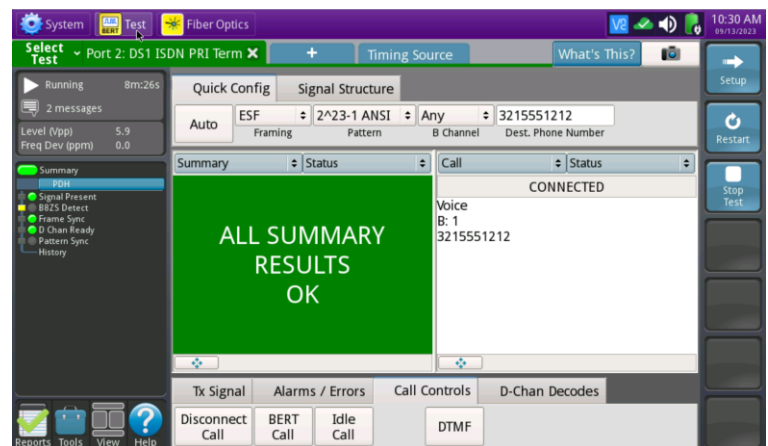 System
JUMP BERT
Test
Fiber Optics
V2
10:30 AM
09/13/2023
Select Test
Port 2: DS1 ISDN PRI Term
+
Timing Source
What's This?
Running 8m:26s
2 messages
Level (Vpp) 5.9
Freq Dev (ppm) 0.0
Summary
PDH
Signal Present
B8ZS Detect
Frame Sync
D Chan Ready
Pattern Sync
History
Reports Tools View Help
Quick Config Signal Structure
Auto
ESF 2^23-1 ANSI Any 3215551212
Framing Pattern B Channel Dest. Phone Number
Summary Status
ALL SUMMARY
RESULTS
OK
Call Status
CONNECTED
Voice
B: 1
3215551212
Tx Signal Alarms / Errors Call Controls D-Chan Decodes
Disconnect Call
BERT Call
Idle Call
DTMF
Setup
Restart
Stop
Test